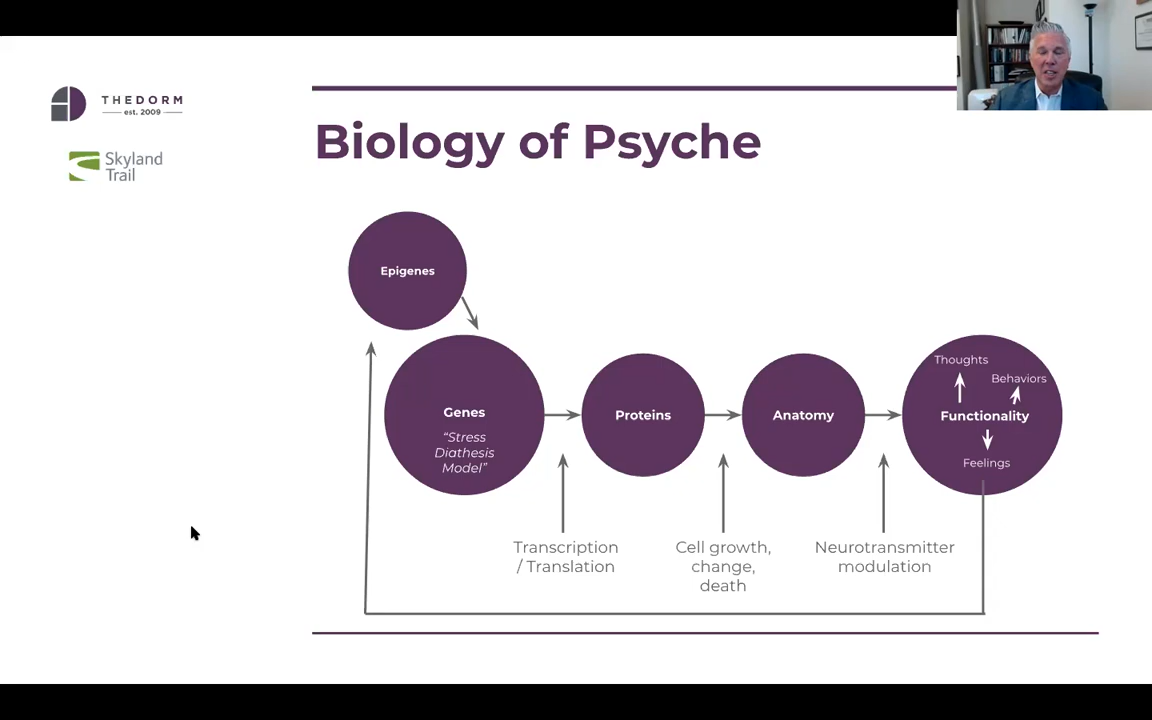 THEDORM
est. 2009
Skyland
Trail
Biology of Psyche
Epigenes
Genes
“Stress
Diathesis
Model”
Proteins
Anatomy
Thoughts
Behaviors
Functionality
Feelings
Transcription
/ Translation
Cell growth,
change,
death
Neurotransmitter
modulation